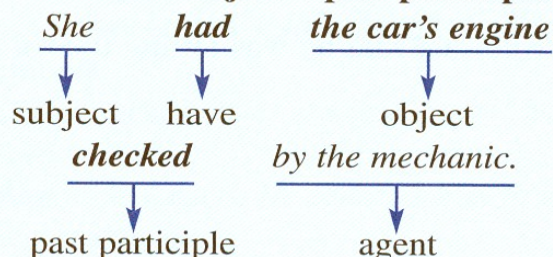 She had the car's engine
subject have object
checked by the mechanic.
past participle agent